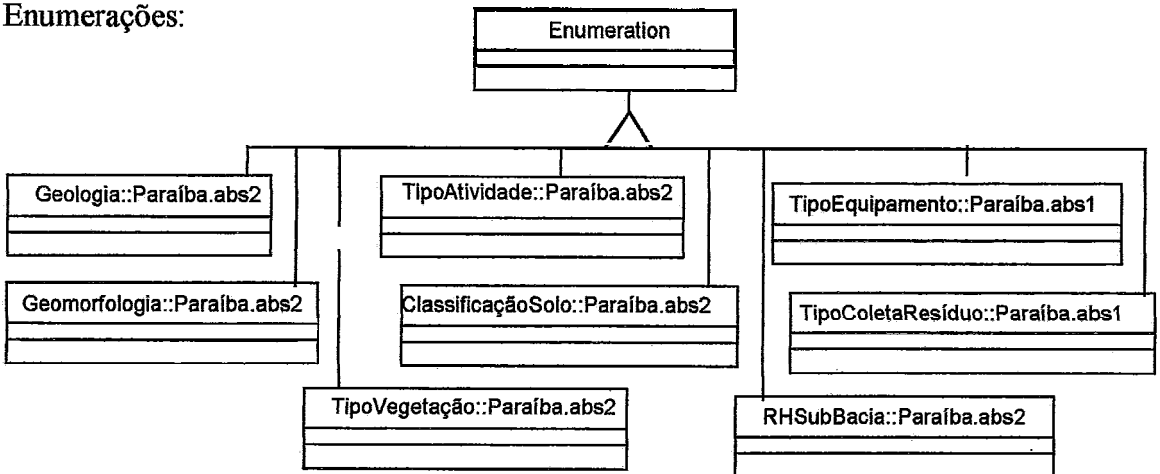 Enumerações:
Enumeration
Geologia::Paraíba.abs2
TipoAtividade::Paraíba.abs2
TipoEquipamento::Paraíba.abs1
Geomorfologia::Paraíba.abs2
ClassificaçãoSolo::Paraíba.abs2
TipoColetaResíduo::Paraíba.abs1
TipoVegetação::Paraíba.abs2
RHSubBacia::Paraíba.abs2